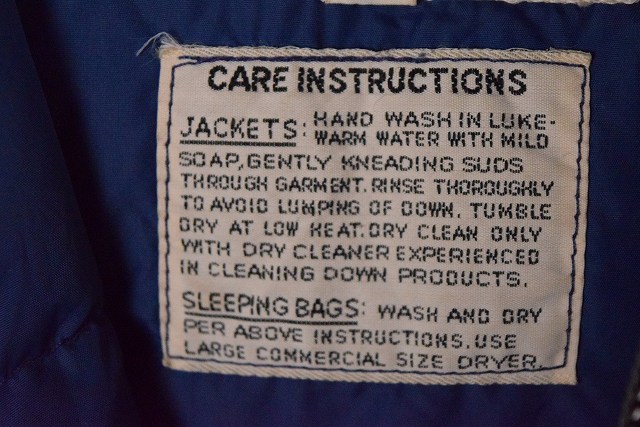 CARE INSTRUCTIONS
JACKETS: HAND WASH IN LUKE-
WARM WATER WITH MILD
SOAP, GENTLY KNEADING SUDS
THROUGH GARMENT. RINSE THOROUGHLY
TO AVOID LUMPING OF DOWN. TUMBLE
DRY AT LOW HEAT. DRY CLEAN ONLY
WITH DRY CLEANER EXPERIENCED
IN CLEANING DOWN PRODUCTS.
SLEEPING BAGS: WASH AND DRY
PER ABOVE INSTRUCTIONS. USE
LARGE COMMERCIAL SIZE DRYER.